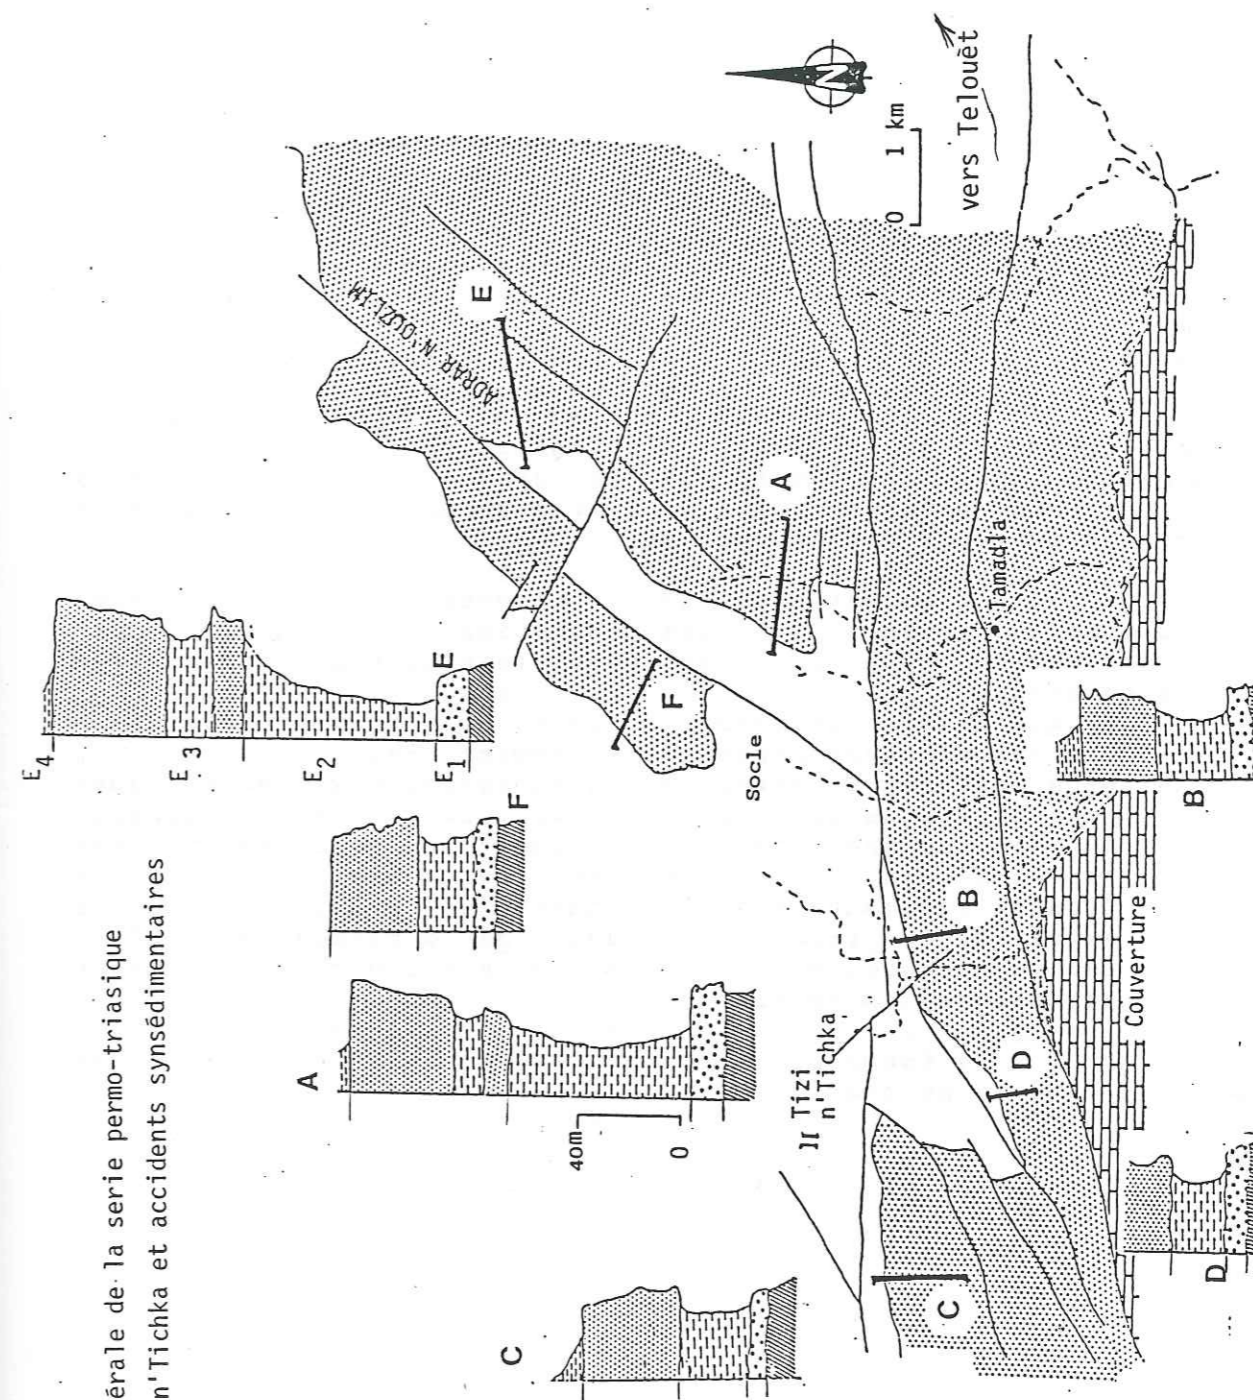 érale de la serie permo-triasique
n'Tichka et accidents synsédimentaires
E4
E3
E2
E1
E
F
A
40m
0
C
D
B
N
0 1 km
vers Telouèt
ADRAR N'OUZLIM
E
A
F
Socle
Tamadla
B
Tizi
n'Tichka
D
C
Couverture